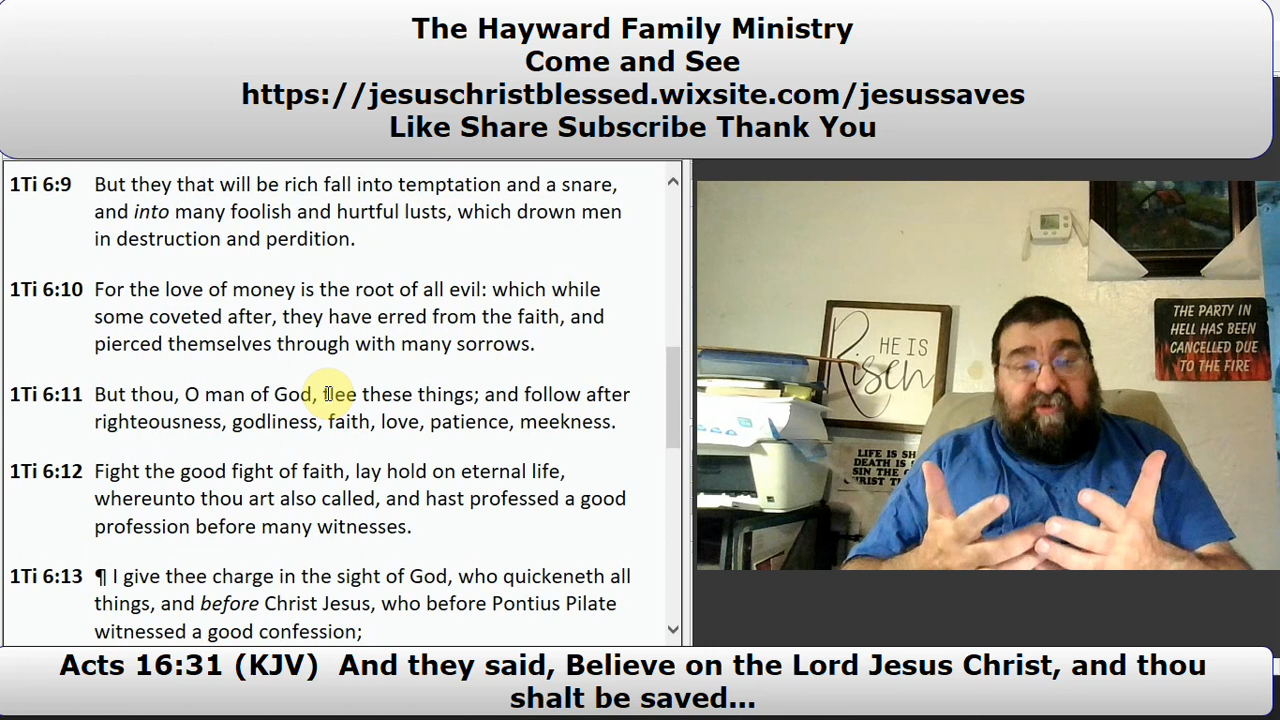 The Hayward Family Ministry
Come and See
https://jesuschristblessed.wixsite.com/jesussaves
Like Share Subscribe Thank You
1Ti 6:9 But they that will be rich fall into temptation and a snare,
and into many foolish and hurtful lusts, which drown men
in destruction and perdition.
1Ti 6:10 For the love of money is the root of all evil: which while
some coveted after, they have erred from the faith, and
pierced themselves through with many sorrows.
1Ti 6:11 But thou, O man of God, flee these things; and follow after
righteousness, godliness, faith, love, patience, meekness.
1Ti 6:12 Fight the good fight of faith, lay hold on eternal life,
whereunto thou art also called, and hast professed a good
profession before many witnesses.
1Ti 6:13 ¶ I give thee charge in the sight of God, who quickeneth all
things, and before Christ Jesus, who before Pontius Pilate
witnessed a good confession;
HE IS
Risen
THE PARTY IN
HELL HAS BEEN
CANCELLED DUE
TO THE FIRE
LIFE IS
DEATH IS
SIN THE
Acts 16:31 (KJV) And they said, Believe on the Lord Jesus Christ, and thou
shalt be saved...